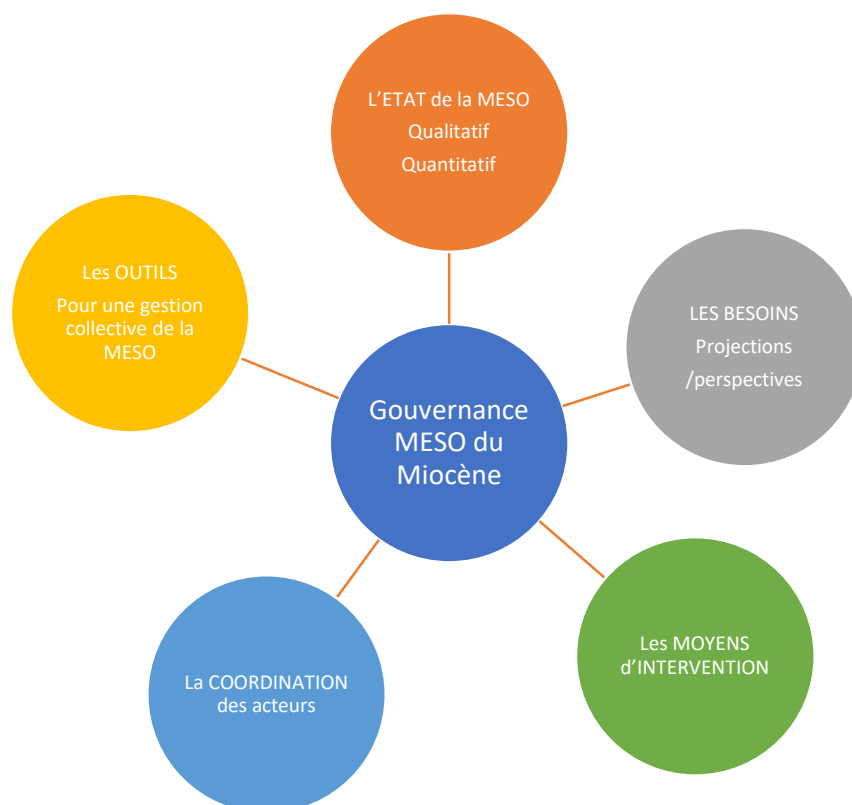 L'ETAT de la MESO
Qualitatif
Quantitatif
Les OUTILS
Pour une gestion
collective de la
MESO
LES BESOINS
Projections
/perspectives
Gouvernance
MESO du
Miocène
Les MOYENS
d'INTERVENTION
La COORDINATION
des acteurs